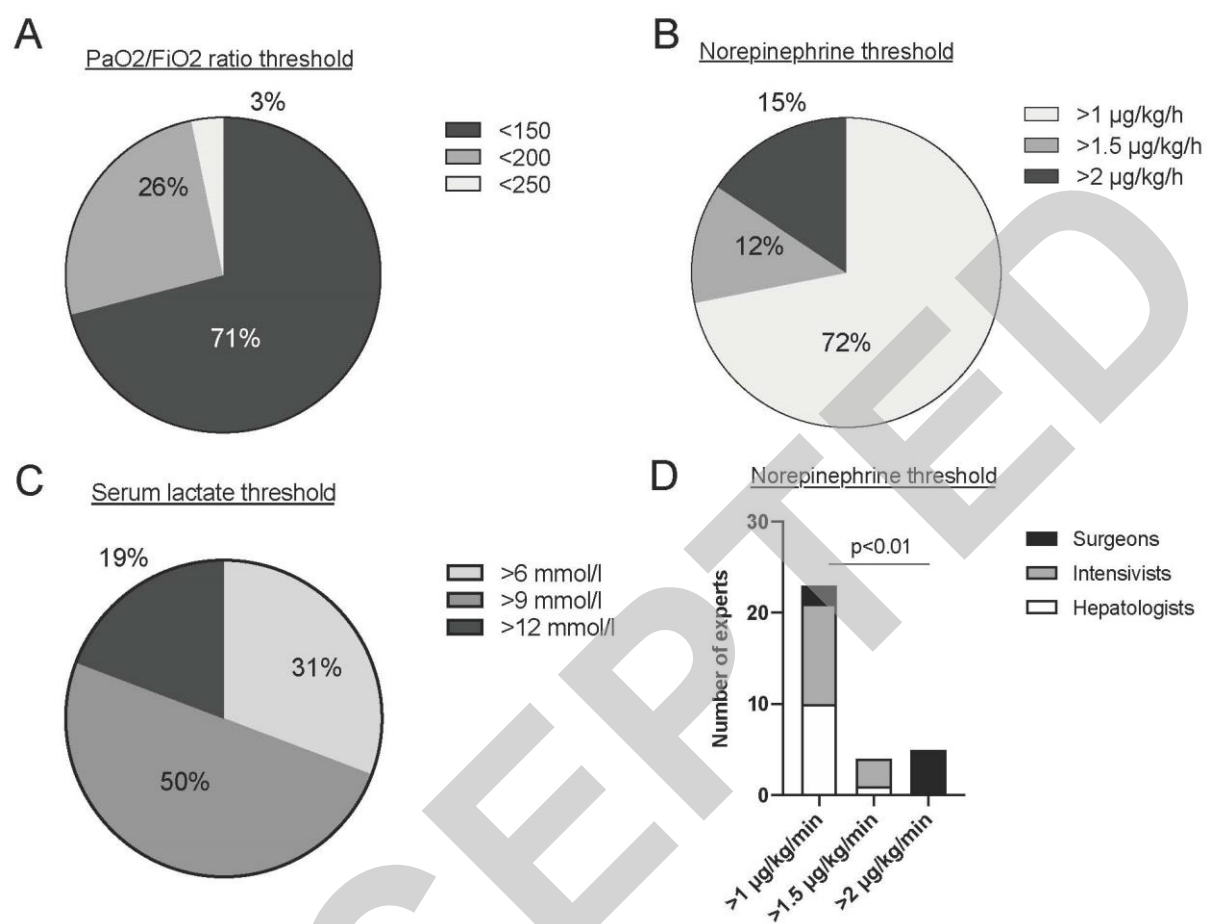 A
PaO2/FiO2 ratio threshold
3%
26%
71%
<150
<200
<250
B
Norepinephrine threshold
15%
12%
72%
>1 µg/kg/h
>1.5 µg/kg/h
>2 µg/kg/h
C
Serum lactate threshold
19%
31%
50%
>6 mmol/l
>9 mmol/l
>12 mmol/l
D
Norepinephrine threshold
30
20
10
0
Number of experts
p<0.01
Surgeons
Intensivists
Hepatologists
>1 µg/kg/min
>1.5 µg/kg/min
>2 µg/kg/min
CEPTED